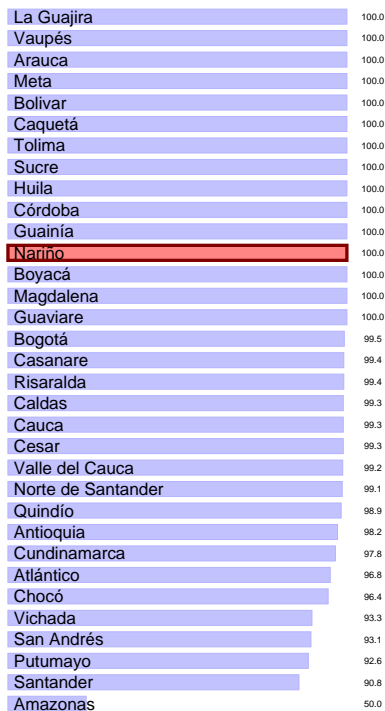 La Guajira 100.0
Vaupés 100.0
Arauca 100.0
Meta 100.0
Bolivar 100.0
Caquetá 100.0
Tolima 100.0
Sucre 100.0
Huila 100.0
Córdoba 100.0
Guainía 100.0
Nariño 100.0
Boyacá 100.0
Magdalena 100.0
Guaviare 100.0
Bogotá 99.5
Casanare 99.4
Risaralda 99.4
Caldas 99.3
Cauca 99.3
Cesar 99.3
Valle del Cauca 99.2
Norte de Santander 99.1
Quindío 98.9
Antioquia 98.2
Cundinamarca 97.8
Atlántico 96.8
Chocó 96.4
Vichada 93.3
San Andrés 93.1
Putumayo 92.6
Santander 90.8
Amazonas 50.0